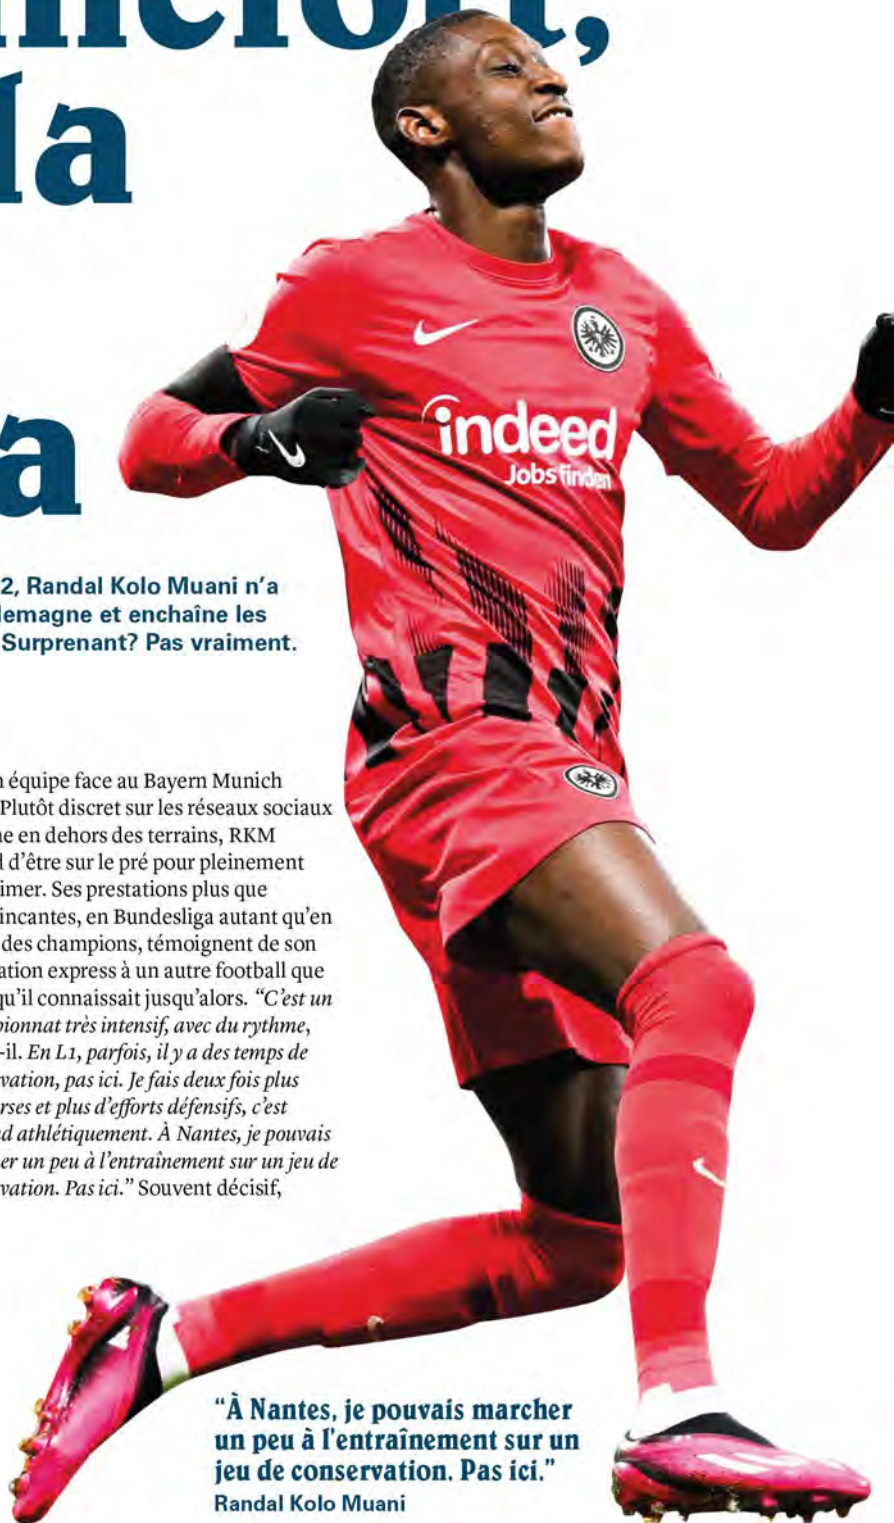 la
a
2, Randal Kolo Muani n’a
lemagne et enchaîne les
Surprenant? Pas vraiment.
indeed
Jobs finden
n équipe face au Bayern Munich
Plutôt discret sur les réseaux sociaux
ne en dehors des terrains, RKM
d d’être sur le pré pour pleinement
imer. Ses prestations plus que
incantes, en Bundesliga autant qu’en
des champions, témoignent de son
ation express à un autre football que
qu’il connaissait jusqu’alors. “C’est un
pionnat très intensif, avec du rythme,
-il. En L1, parfois, il y a des temps de
vation, pas ici. Je fais deux fois plus
rses et plus d’efforts défensifs, c’est
nd athlétiquement. À Nantes, je pouvais
er un peu à l’entraînement sur un jeu de
vation. Pas ici.” Souvent décisif,
“À Nantes, je pouvais marcher
un peu à l’entraînement sur un
jeu de conservation. Pas ici.”
Randal Kolo Muani